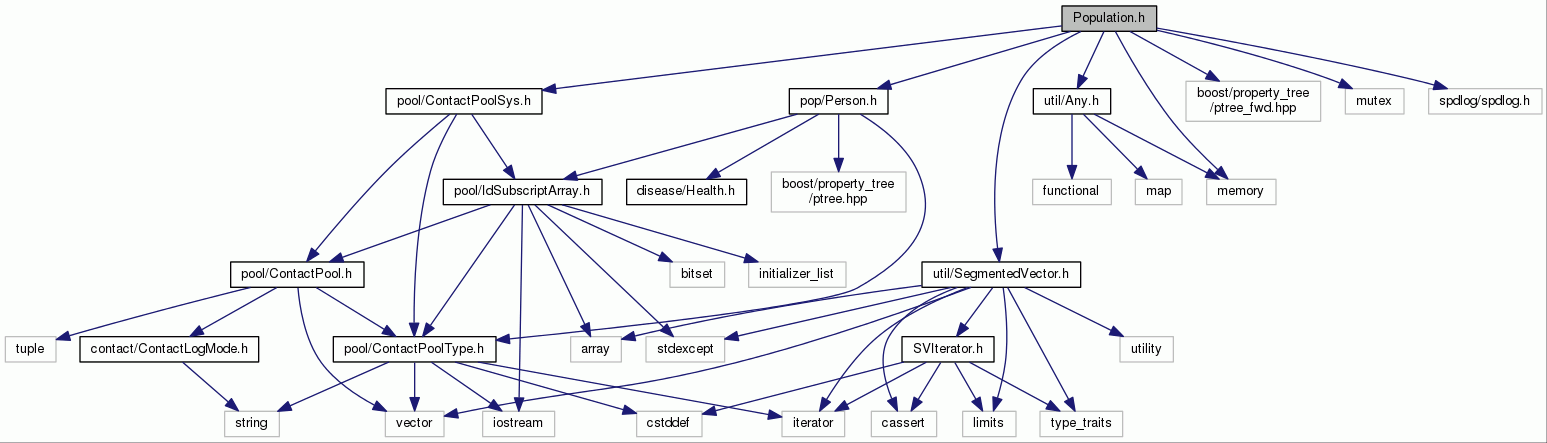 Population.h
pool/ContactPoolSys.h
pop/Person.h
util/Any.h
boost/property_tree
/ptree_fwd.hpp
mutex
spdlog/spdlog.h
pool/IdSubscriptArray.h
disease/Health.h
boost/property_tree
/ptree.hpp
functional
map
memory
pool/ContactPool.h
bitset
initializer_list
util/SegmentedVector.h
tuple
contact/ContactLogMode.h
pool/ContactPoolType.h
array
stdexcept
SVIterator.h
utility
string
vector
iostream
cstddef
iterator
cassert
limits
type_traits